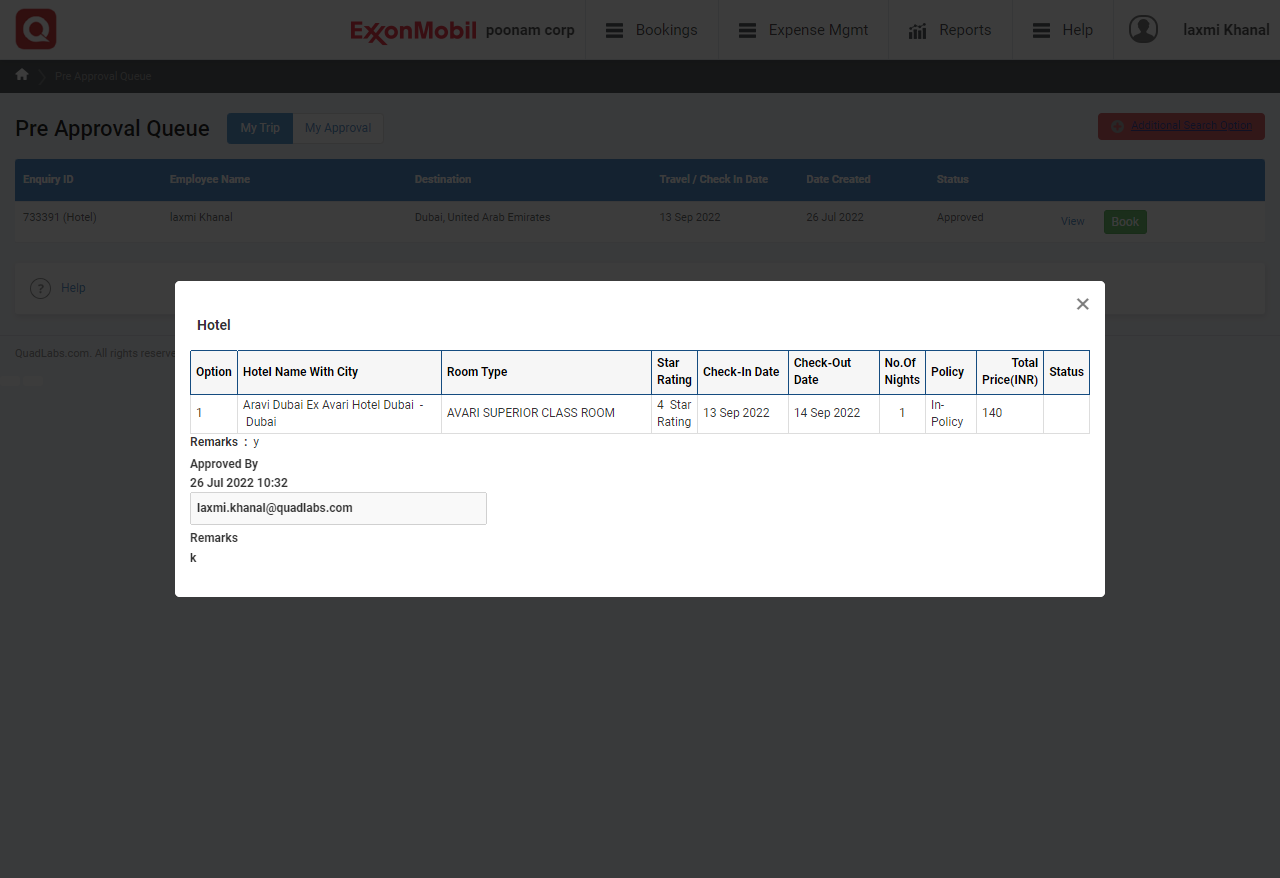 ExxonMobil poonam corp Bookings Expense Mgmt Reports Help laxmi Khanal
Pre Approval Queue
Pre Approval Queue My Trip My Approval Additional Search Option
Enquiry ID Employee Name Destination Travel / Check In Date Date Created Status
733391 (Hotel) laxmi Khanal Dubai, United Arab Emirates 13 Sep 2022 26 Jul 2022 Approved View Book
? Help
QuadLabs.com. All rights reserve
Hotel
Option Hotel Name With City Room Type Star Rating Check-In Date Check-Out Date No.Of Nights Policy Total Price(INR) Status
1 Aravi Dubai Ex Avari Hotel Dubai - Dubai AVARI SUPERIOR CLASS ROOM 4 Star Rating 13 Sep 2022 14 Sep 2022 1 In-Policy 140
Remarks : y
Approved By
26 Jul 2022 10:32
laxmi.khanal@quadlabs.com
Remarks
k